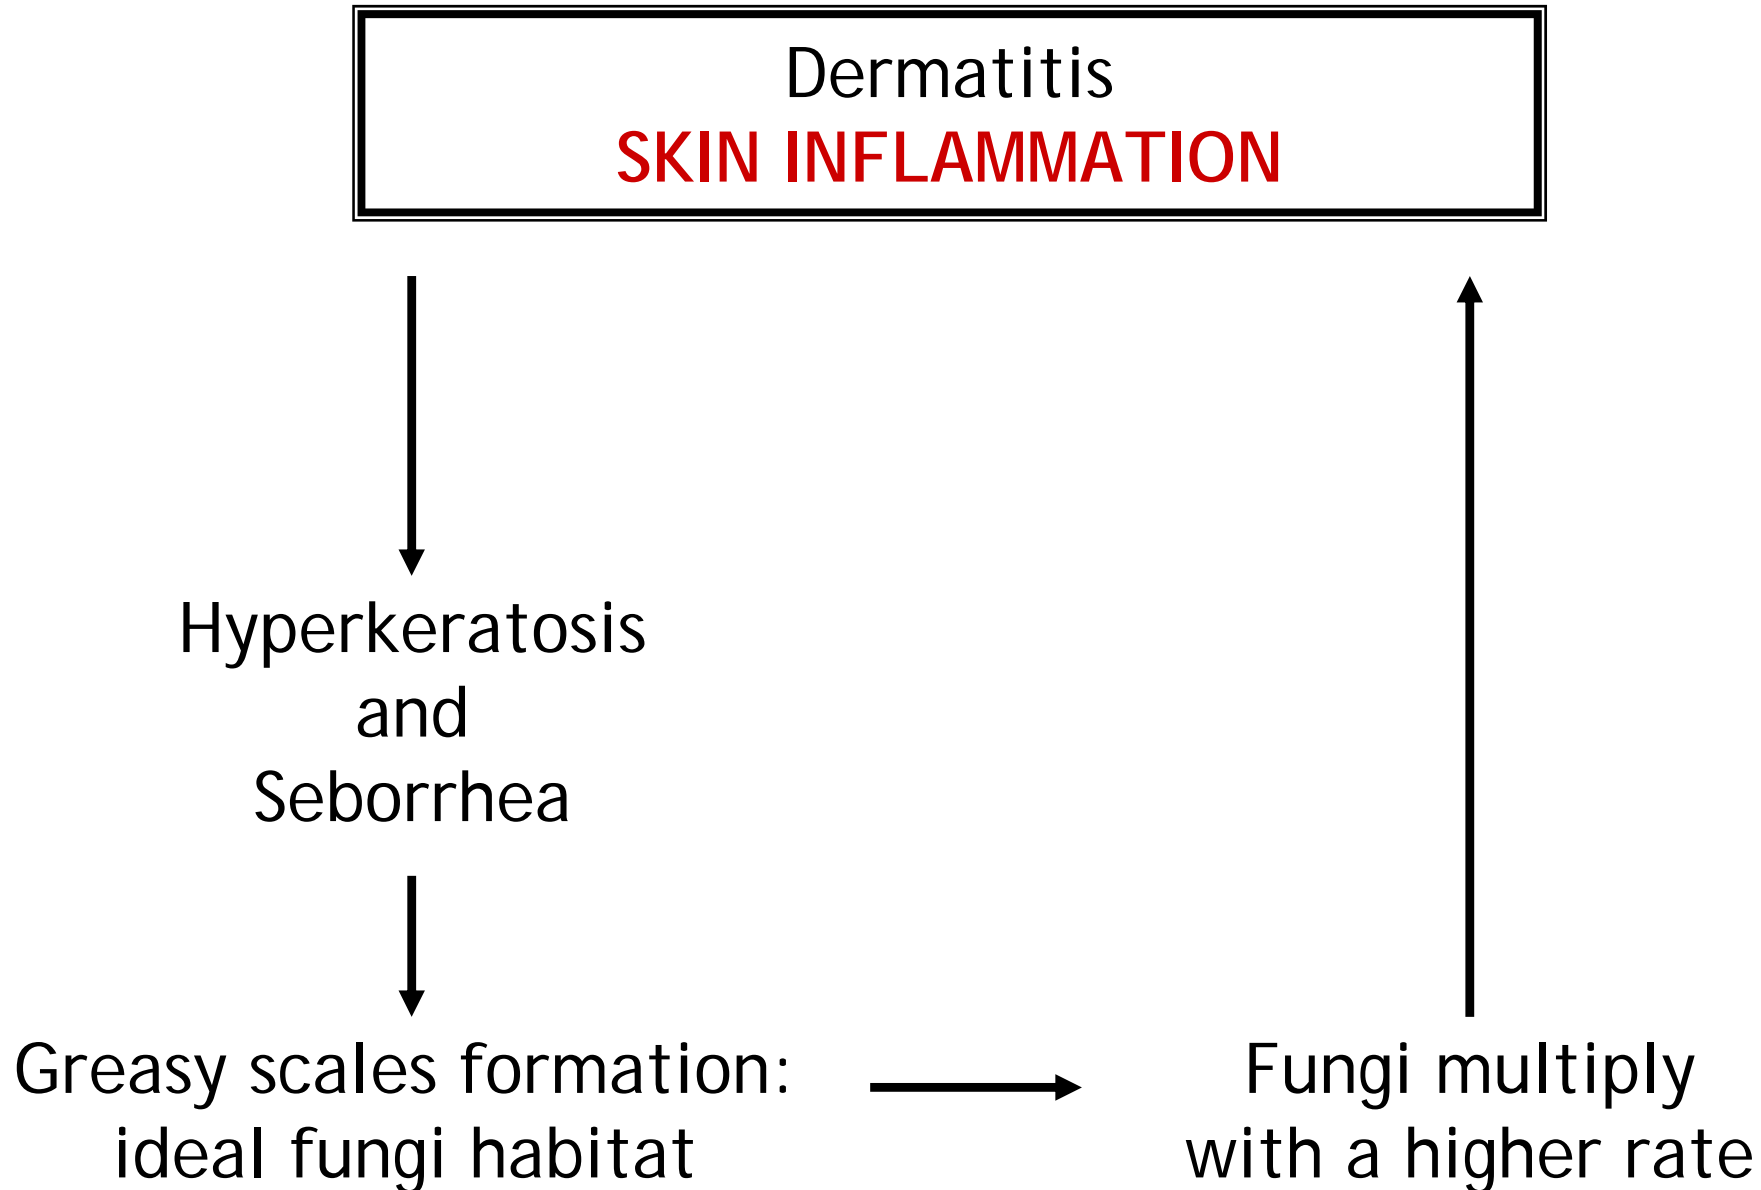 Dermatitis
SKIN INFLAMMATION
Hyperkeratosis
and
Seborrhea
Greasy scales formation:
ideal fungi habitat
Fungi multiply
with a higher rate